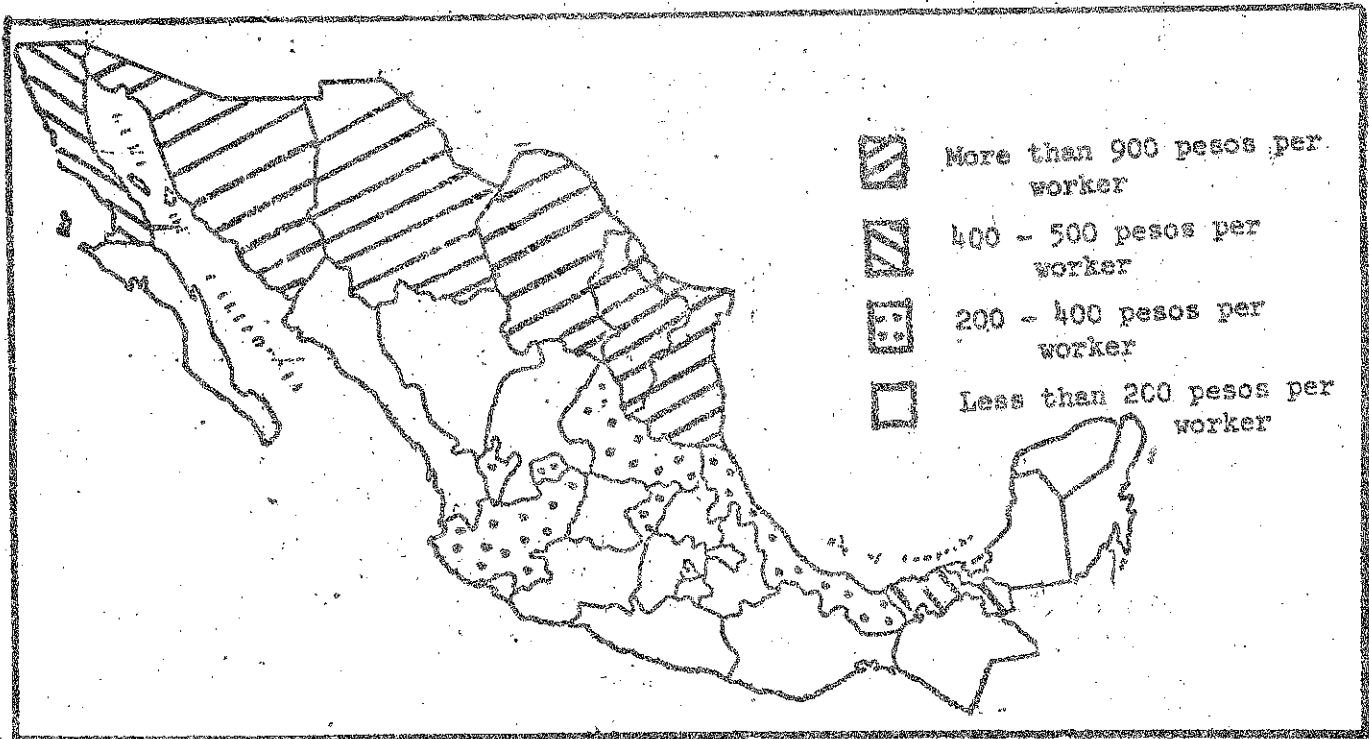 More than 900 pesos per
worker
400 - 500 pesos per
worker
200 - 400 pesos per
worker
Less than 200 pesos per
worker